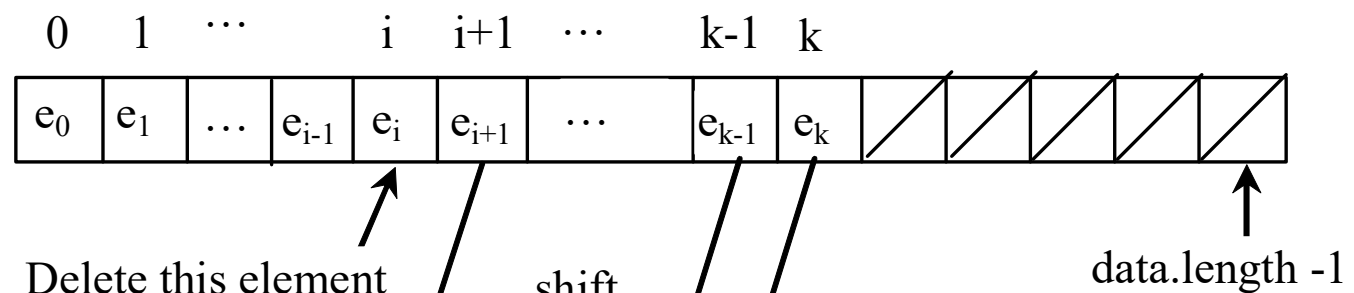 0 1 … i i+1 … k-1 k
e₀ e₁ … eᵢ₋₁ eᵢ eᵢ₊₁ … eₖ₋₁ eₖ
data.length -1
Delete this element shift